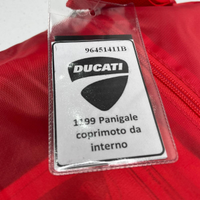 96451411B
DUCATI
1199 Panigale
coprimoto da
interno